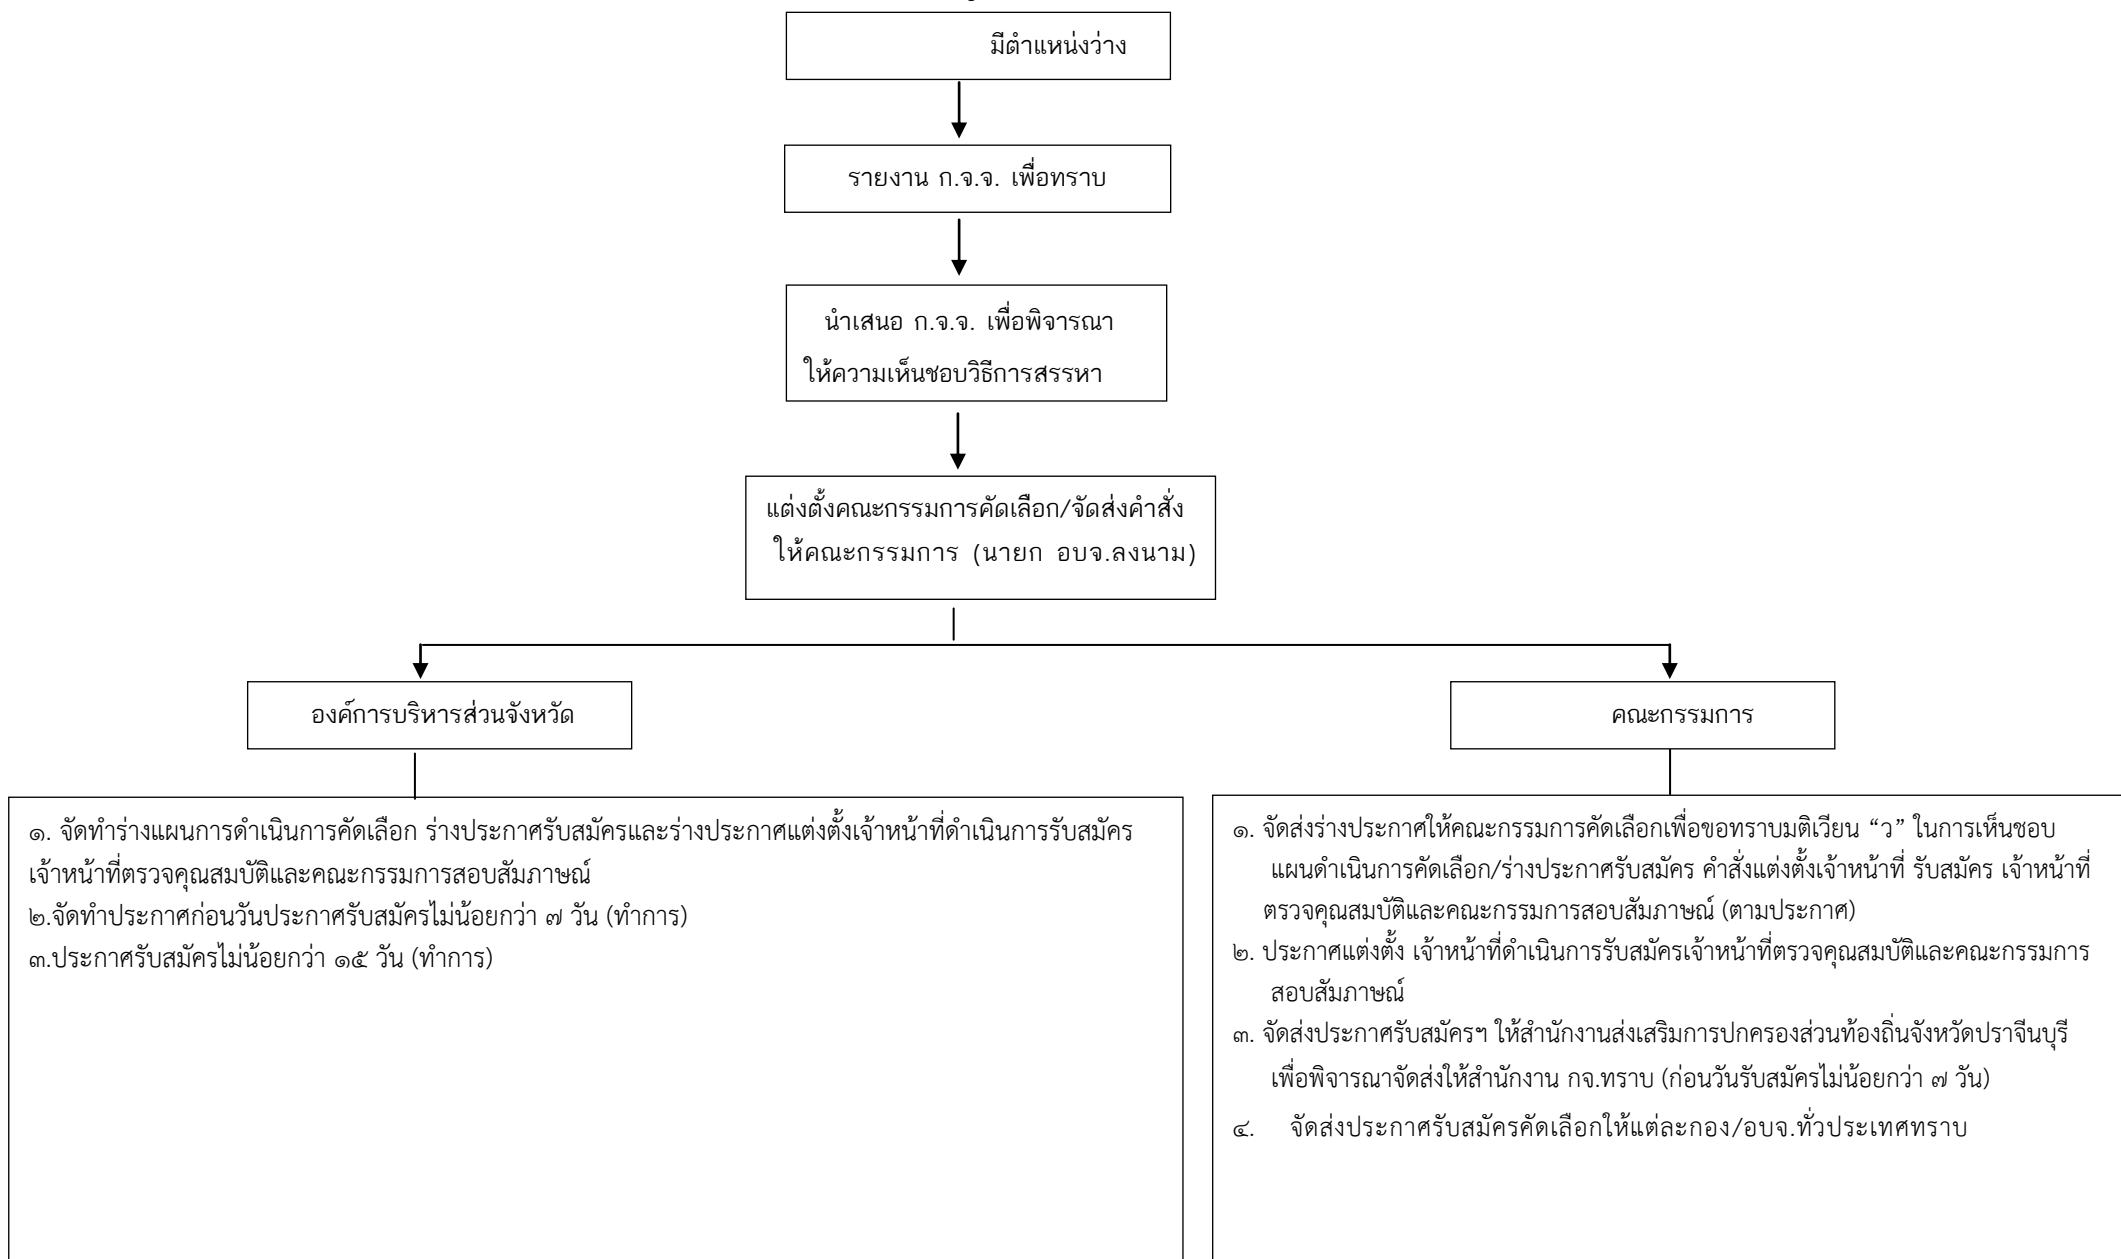 มีตำแหน่งว่าง
รายงาน ก.จ.จ. เพื่อทราบ
นำเสนอ ก.จ.จ. เพื่อพิจารณา
ให้ความเห็นชอบวิธีการสรรหา
แต่งตั้งคณะกรรมการคัดเลือก/จัดส่งคำสั่ง
ให้คณะกรรมการ (นายก อบจ.ลงนาม)
องค์การบริหารส่วนจังหวัด
๑. จัดทำร่างแผนการดำเนินการคัดเลือก ร่างประกาศรับสมัครและร่างประกาศแต่งตั้งเจ้าหน้าที่ดำเนินการรับสมัคร
เจ้าหน้าที่ตรวจคุณสมบัติและคณะกรรมการสอบสัมภาษณ์
๒.จัดทำประกาศก่อนวันประกาศรับสมัครไม่น้อยกว่า ๗ วัน (ทำการ)
๓.ประกาศรับสมัครไม่น้อยกว่า ๑๕ วัน (ทำการ)
คณะกรรมการ
๑. จัดส่งร่างประกาศให้คณะกรรมการคัดเลือกเพื่อขอทราบมติเวียน “ว” ในการเห็นชอบ
แผนดำเนินการคัดเลือก/ร่างประกาศรับสมัคร คำสั่งแต่งตั้งเจ้าหน้าที่ รับสมัคร เจ้าหน้าที่
ตรวจคุณสมบัติและคณะกรรมการสอบสัมภาษณ์ (ตามประกาศ)
๒. ประกาศแต่งตั้ง เจ้าหน้าที่ดำเนินการรับสมัครเจ้าหน้าที่ตรวจคุณสมบัติและคณะกรรมการ
สอบสัมภาษณ์
๓. จัดส่งประกาศรับสมัครฯ ให้สำนักงานส่งเสริมการปกครองส่วนท้องถิ่นจังหวัดปราจีนบุรี
เพื่อพิจารณาจัดส่งให้สำนักงาน กจ.ทราบ (ก่อนวันรับสมัครไม่น้อยกว่า ๗ วัน)
๔. จัดส่งประกาศรับสมัครคัดเลือกให้แต่ละกอง/อบจ.ทั่วประเทศทราบ